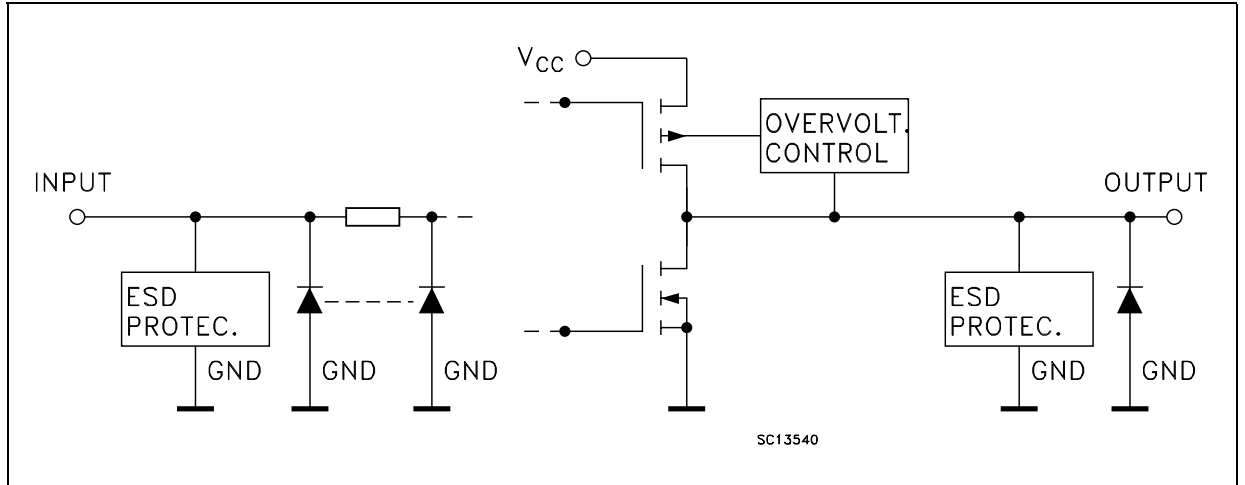 VCC
OVERVOLT.
CONTROL
INPUT
OUTPUT
ESD
PROTEC.
ESD
PROTEC.
GND
GND
GND
GND
GND
SC13540